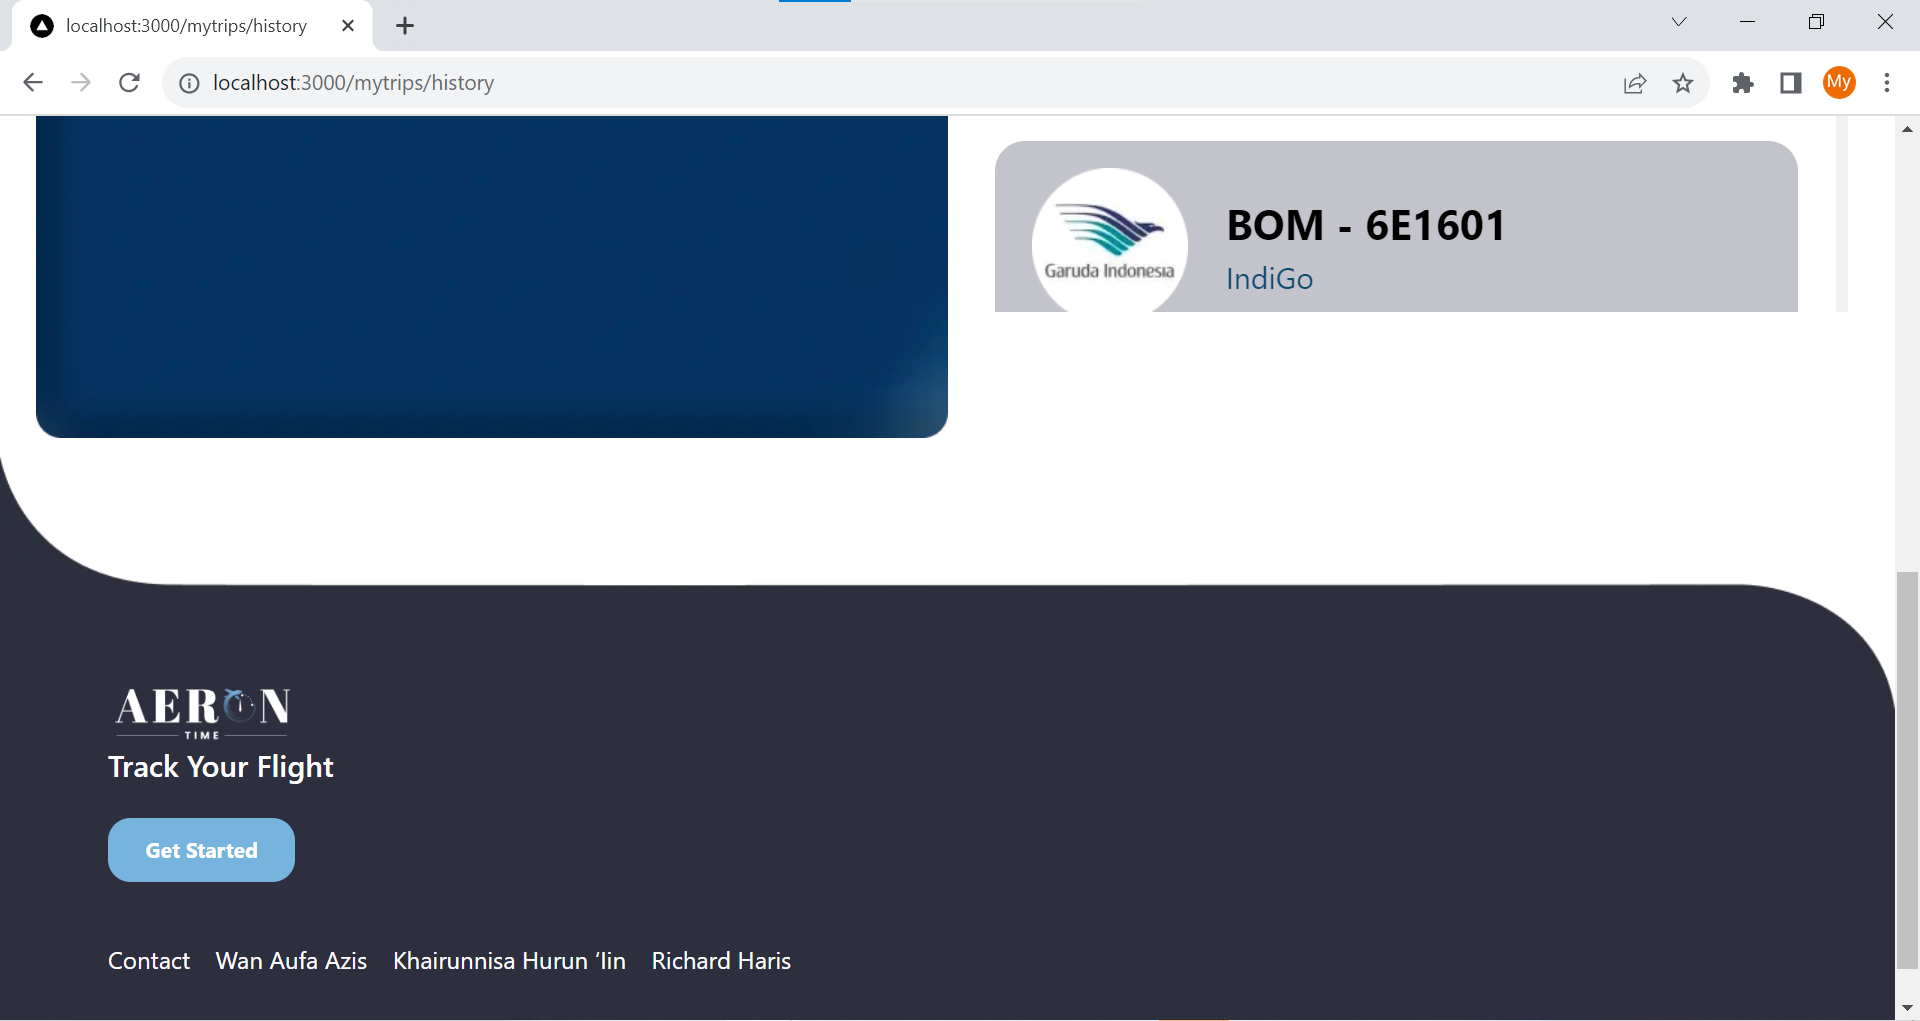 localhost:3000/mytrips/history
localhost:3000/mytrips/history
My
Garuda Indonesia
BOM - 6E1601
IndiGo
AERON
TIME
Track Your Flight
Get Started
Contact Wan Aufa Azis Khairunnisa Hurun ‘Iin Richard Haris